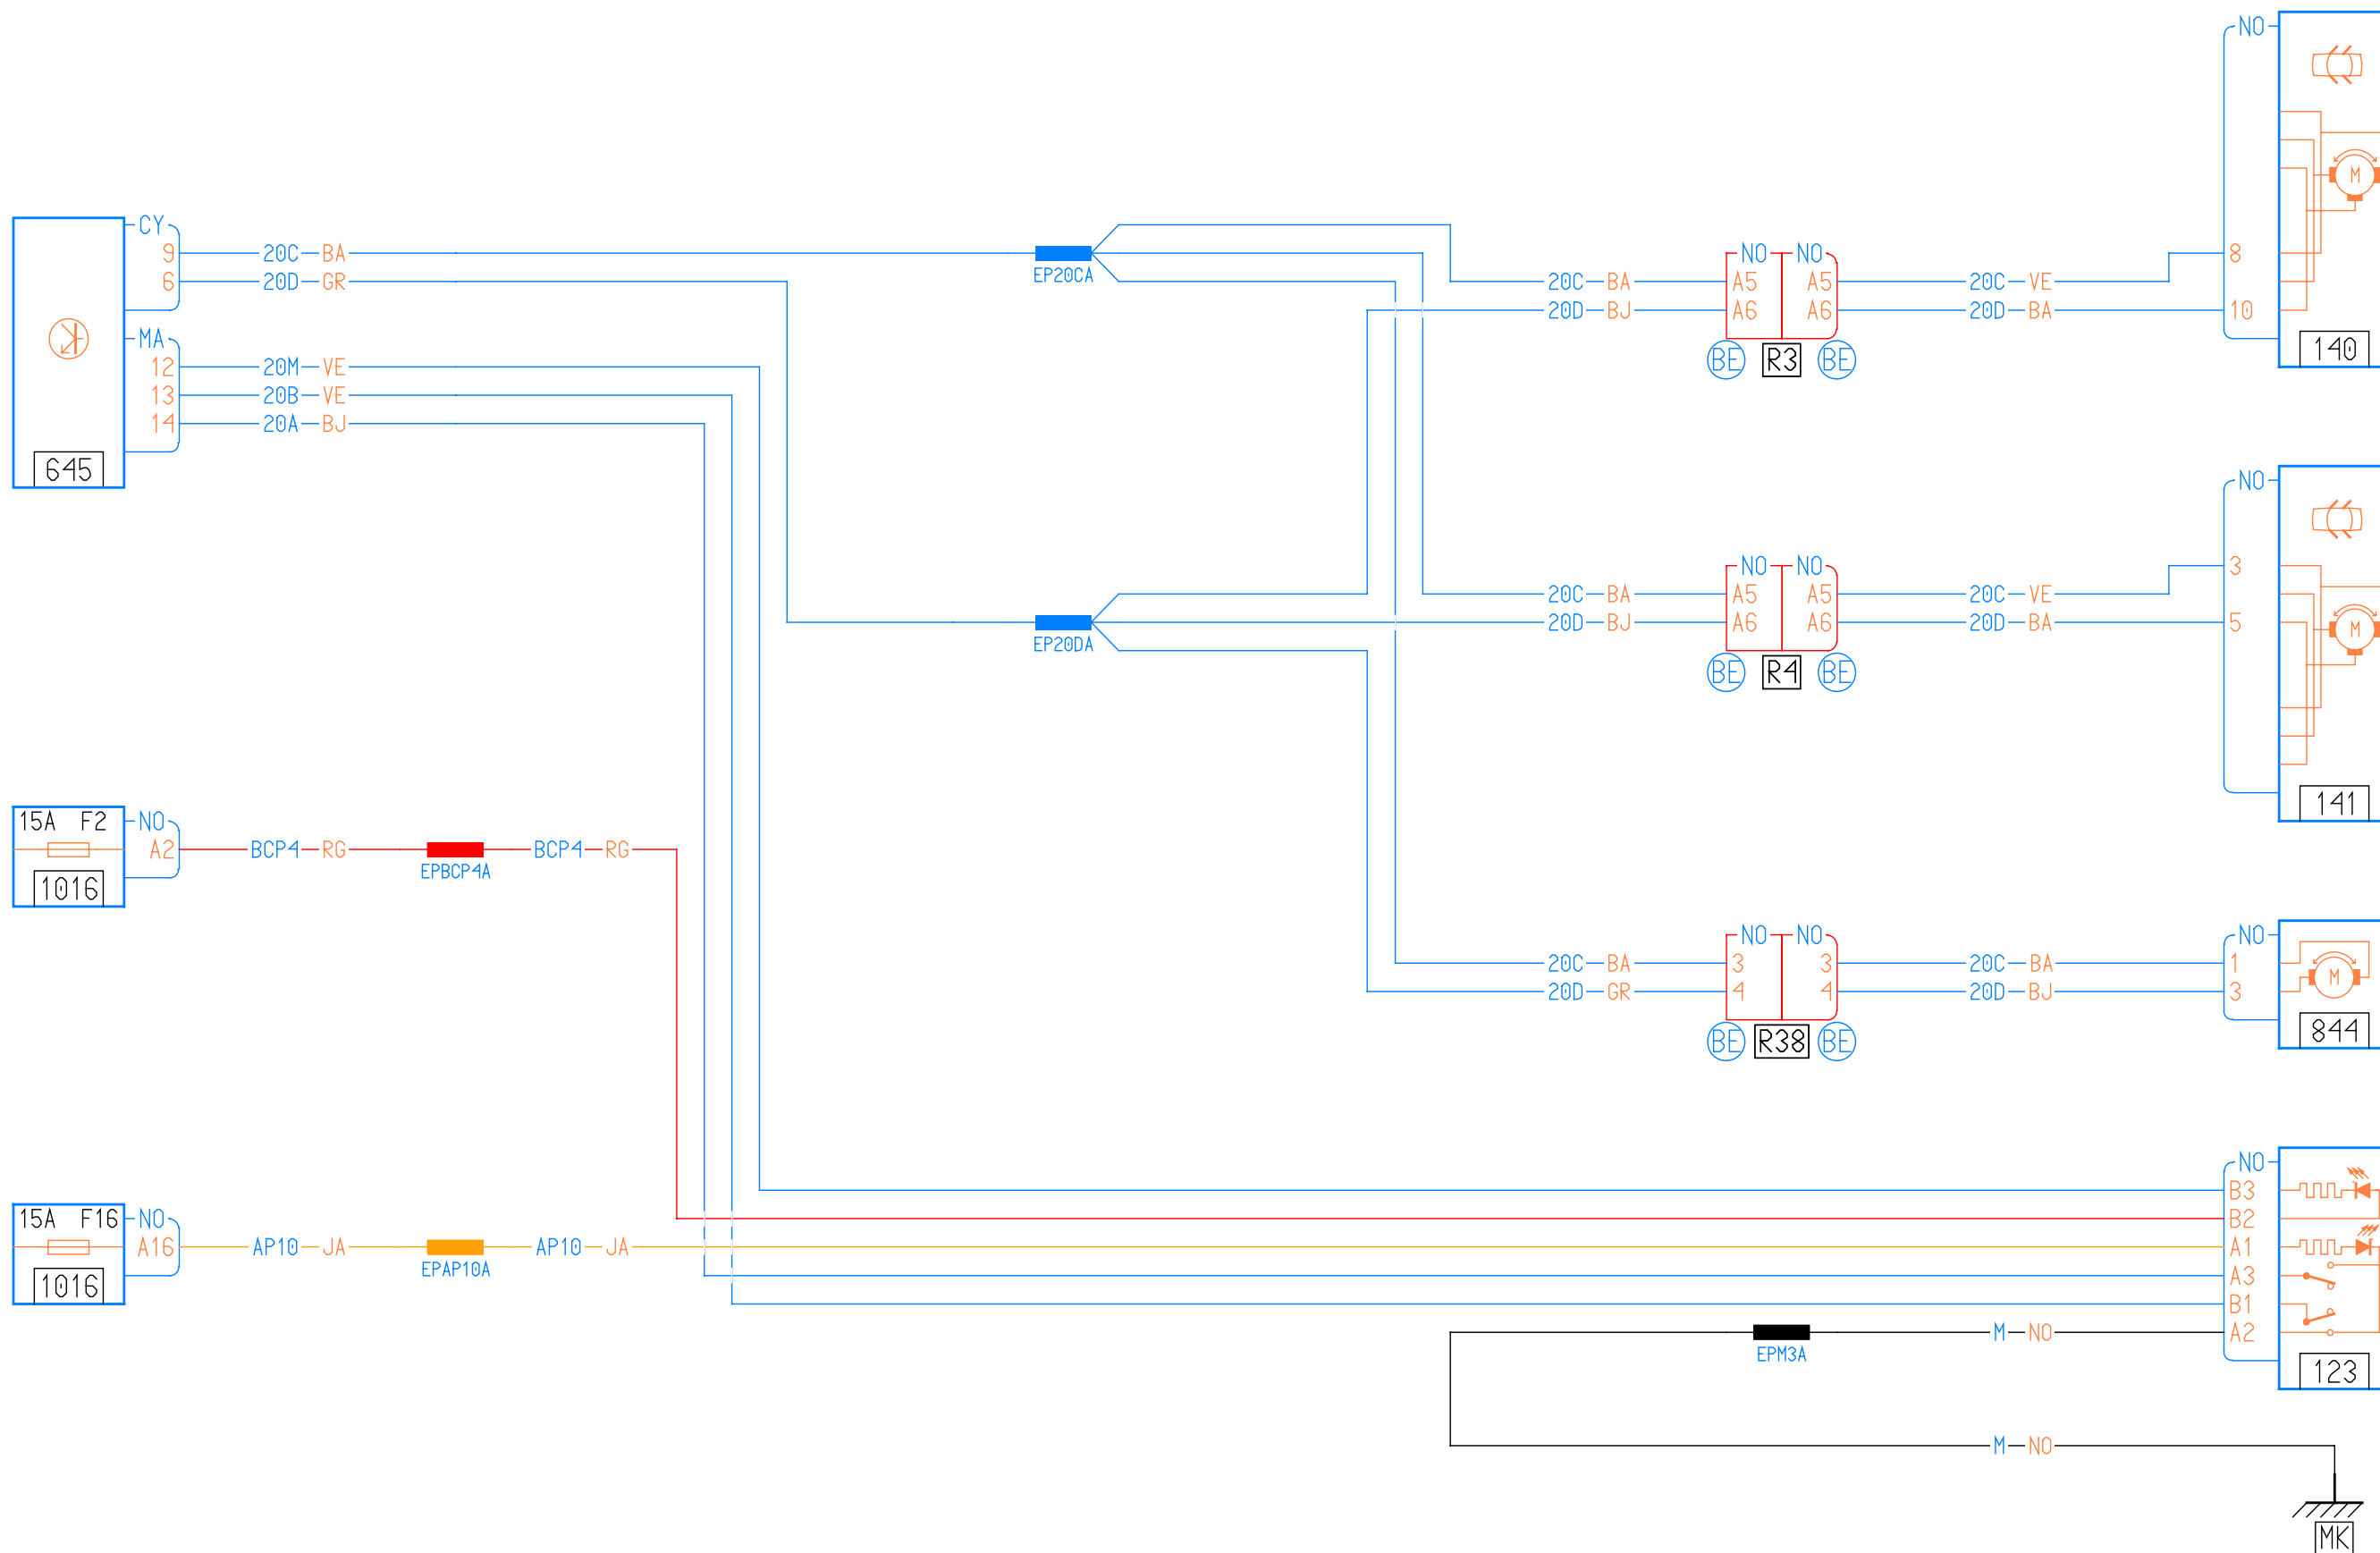 NO
8
10
140
CY
9 20C BA
6 20D GR
EP20CA
20C BA NO NO 20C VE
A5 A5
20D BJ A6 A6 20D BA
BE R3 BE
MA
12 20M VE
13 20B VE
14 20A BJ
645
NO
3
5
141
EP20DA
NO NO
20C BA A5 A5 20C VE
20D BJ A6 A6 20D BA
BE R4 BE
15A F2 NO
A2 BCP4 RG BCP4 RG
EPBCP4A
1016
NO NO NO
20C BA 3 3 20C BA 1
20D GR 4 4 20D BJ 3
BE R38 BE
844
M
M
M
15A F16 NO
A16 AP10 JA AP10 JA
EPAP10A
1016
NO
B3
B2
A1
A3
B1
M NO A2
EPM3A
123
M NO
MK